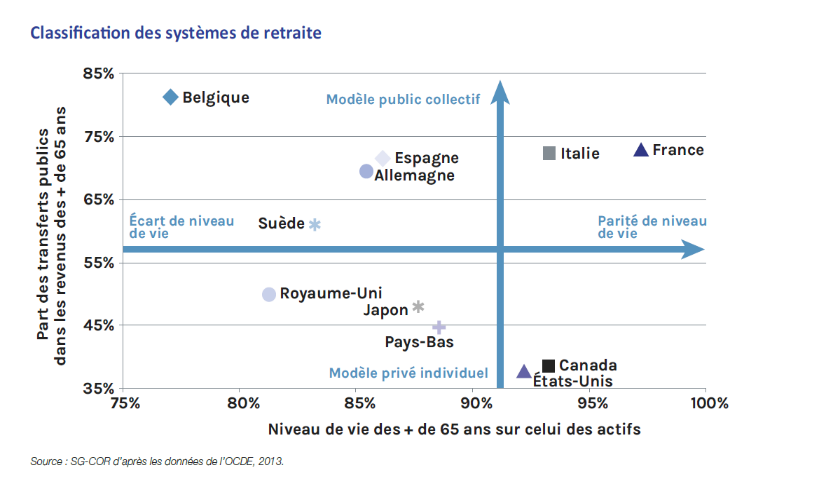 Classification des systèmes de retraite
Part des transferts publics
dans les revenus des + de 65 ans
85%
75%
65%
55%
45%
35%
Belgique
Modèle public collectif
Espagne
Allemagne
Italie
France
Écart de niveau
de vie
Suède
Parité de niveau
de vie
Royaume-Uni
Japon
Pays-Bas
Modèle privé individuel
Canada
États-Unis
75%
80%
85%
90%
95%
100%
Niveau de vie des + de 65 ans sur celui des actifs
Source : SG-COR d'après les données de l'OCDE, 2013.